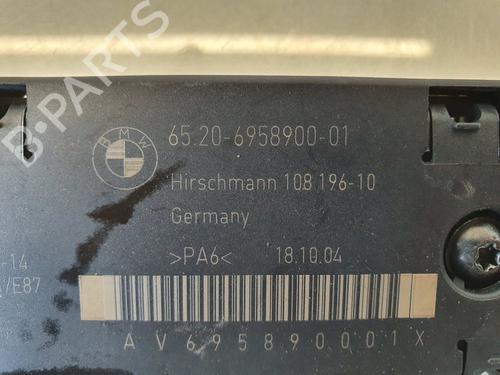 B-PARTS
BMW
65.20-6958900-01
Hirschmann 108 196-10
Germany
-14
/E87
>PA6< 18.10.04
AV695890001X